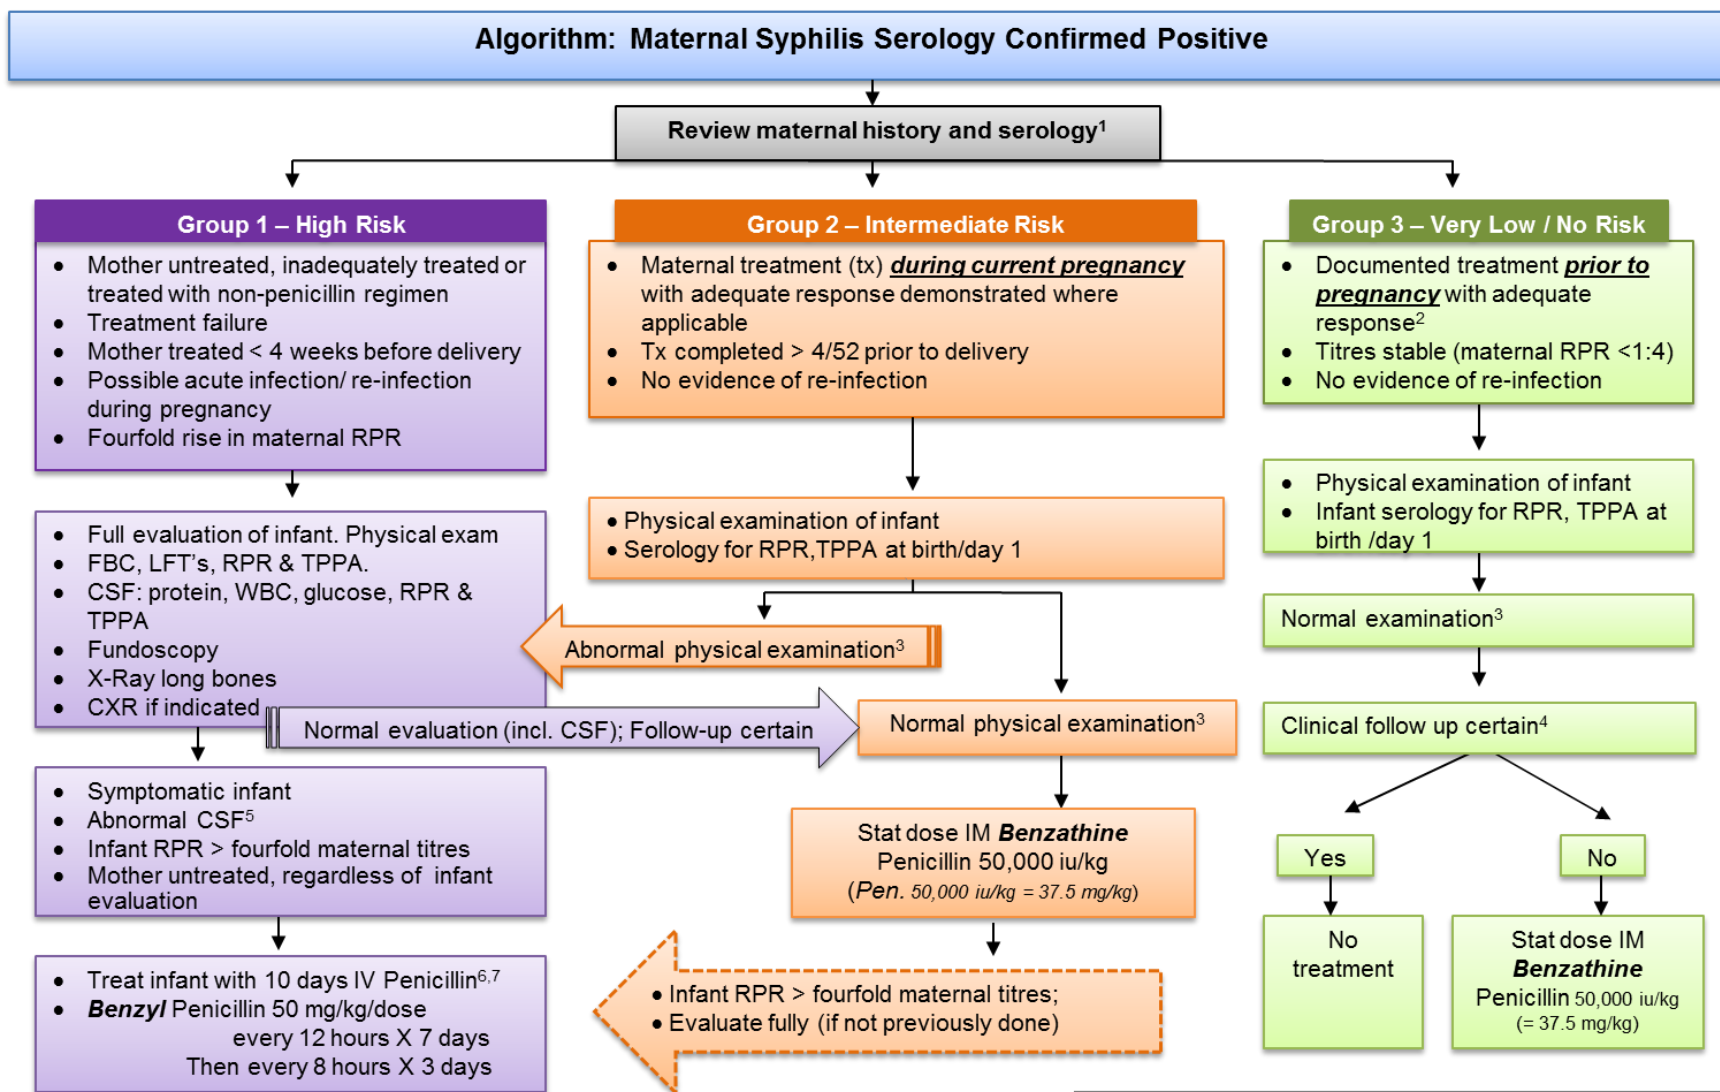 Algorithm: Maternal Syphilis Serology Confirmed Positive
Review maternal history and serology1
Group 1 – High Risk
• Mother untreated, inadequately treated or
treated with non-penicillin regimen
• Treatment failure
• Mother treated < 4 weeks before delivery
• Possible acute infection/ re-infection
during pregnancy
• Fourfold rise in maternal RPR
• Full evaluation of infant. Physical exam
• FBC, LFT's, RPR & TPPA.
• CSF: protein, WBC, glucose, RPR &
TPPA
• Fundoscopy
• X-Ray long bones
• CXR if indicated
Normal evaluation (incl. CSF); Follow-up certain
• Symptomatic infant
• Abnormal CSF5
• Infant RPR > fourfold maternal titres
• Mother untreated, regardless of infant
evaluation
• Treat infant with 10 days IV Penicillin6,7
• Benzyl Penicillin 50 mg/kg/dose
every 12 hours X 7 days
Then every 8 hours X 3 days
Group 2 – Intermediate Risk
• Maternal treatment (tx) during current pregnancy
with adequate response demonstrated where
applicable
• Tx completed > 4/52 prior to delivery
• No evidence of re-infection
• Physical examination of infant
• Serology for RPR,TPPA at birth/day 1
Abnormal physical examination3
Normal physical examination3
Stat dose IM Benzathine
Penicillin 50,000 iu/kg
(Pen. 50,000 iu/kg = 37.5 mg/kg)
• Infant RPR > fourfold maternal titres;
• Evaluate fully (if not previously done)
Group 3 – Very Low / No Risk
• Documented treatment prior to
pregnancy with adequate
response2
• Titres stable (maternal RPR <1:4)
• No evidence of re-infection
• Physical examination of infant
• Infant serology for RPR, TPPA at
birth /day 1
Normal examination3
Clinical follow up certain4
Yes
No
No
treatment
Stat dose IM
Benzathine
Penicillin 50,000 iu/kg
(= 37.5 mg/kg)